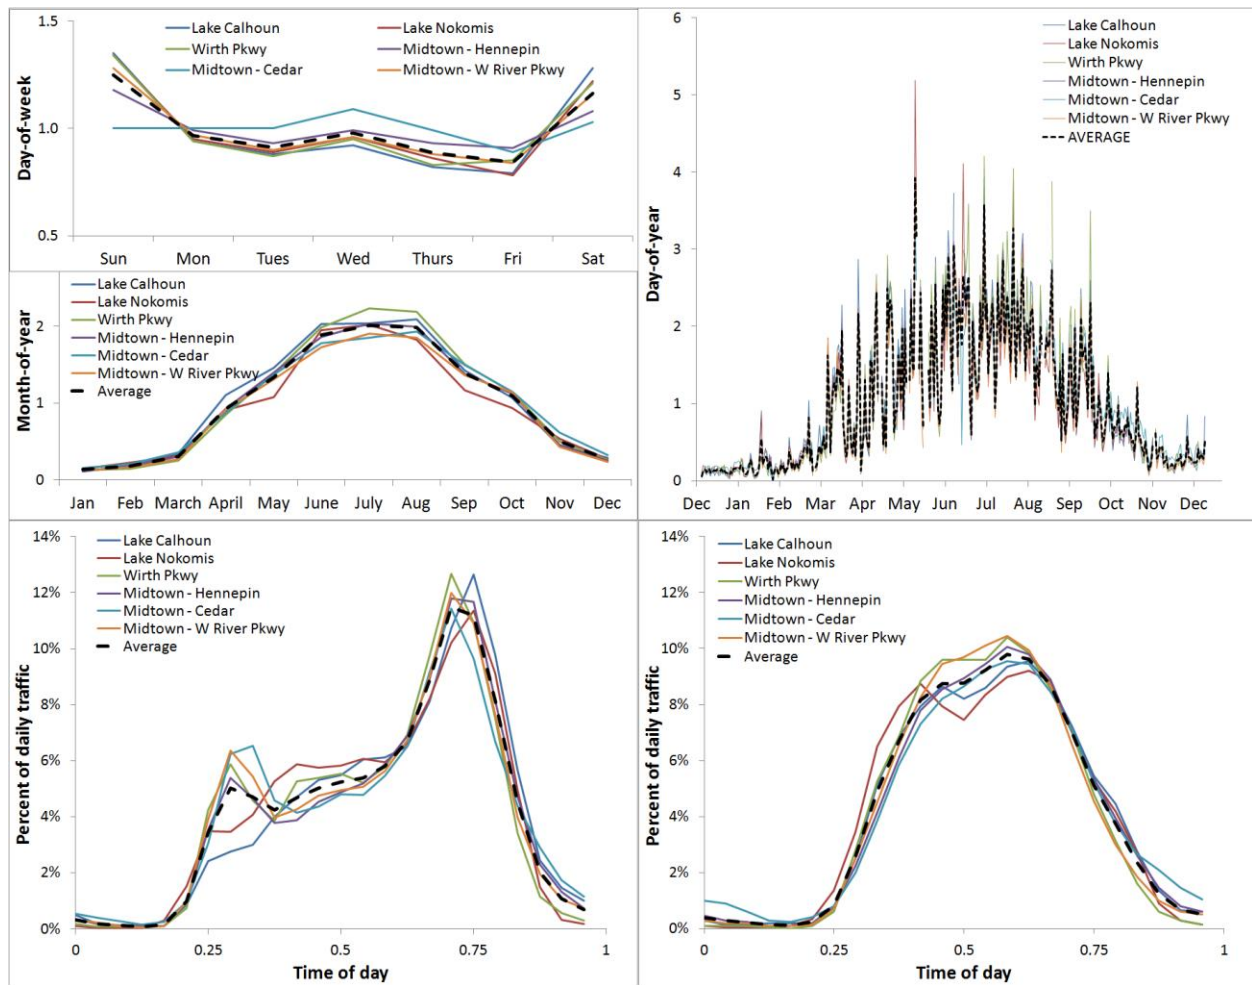 1.5
1.0
0.5
Day-of-week
Lake Calhoun
Lake Nokomis
Wirth Pkwy
Midtown - Hennepin
Midtown - Cedar
Midtown - W River Pkwy
Sun Mon Tues Wed Thurs Fri Sat
2
1
0
Month-of-year
Lake Calhoun
Lake Nokomis
Wirth Pkwy
Midtown - Hennepin
Midtown - Cedar
Midtown - W River Pkwy
Average
Jan Feb March April May June July Aug Sep Oct Nov Dec
6
5
4
3
2
1
0
Day-of-year
Lake Calhoun
Lake Nokomis
Wirth Pkwy
Midtown - Hennepin
Midtown - Cedar
Midtown - W River Pkwy
AVERAGE
Dec Jan Feb Mar Apr May Jun Jul Aug Sep Oct Nov Dec
14%
12%
10%
8%
6%
4%
2%
0%
Percent of daily traffic
Lake Calhoun
Lake Nokomis
Wirth Pkwy
Midtown - Hennepin
Midtown - Cedar
Midtown - W River Pkwy
Average
0 0.25 0.5 0.75 1
Time of day
14%
12%
10%
8%
6%
4%
2%
0%
Percent of daily traffic
Lake Calhoun
Lake Nokomis
Wirth Pkwy
Midtown - Hennepin
Midtown - Cedar
Midtown - W River Pkwy
Average
0 0.25 0.5 0.75 1
Time of day